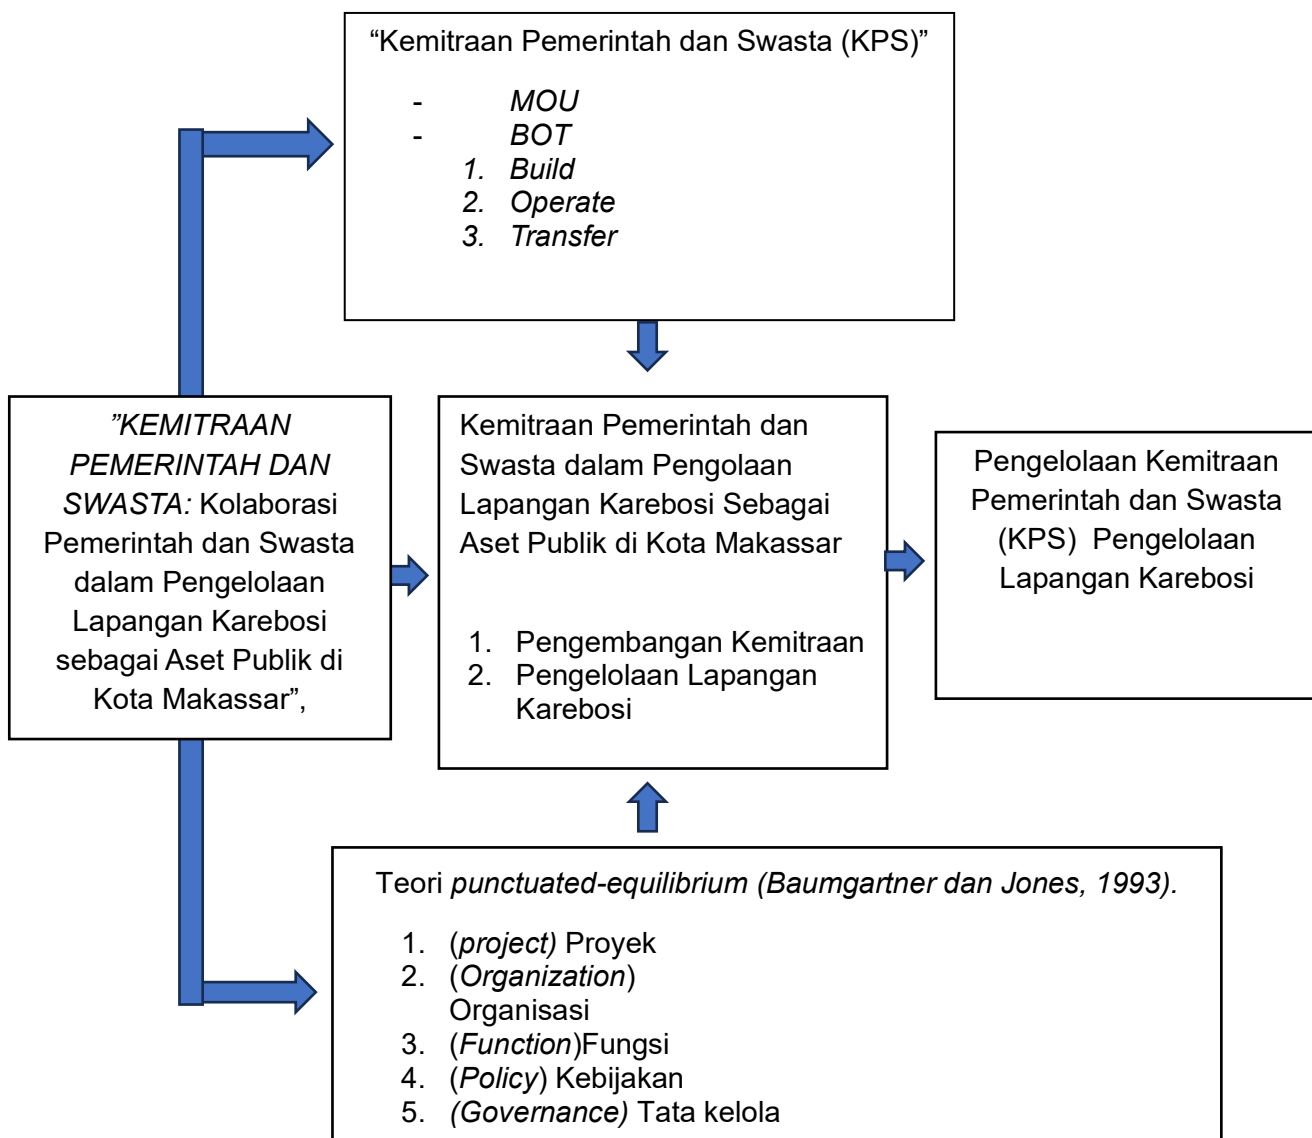 “Kemitraan Pemerintah dan Swasta (KPS)”
- MOU
- BOT
1. Build
2. Operate
3. Transfer
”KEMITRAAN
PEMERINTAH DAN
SWASTA: Kolaborasi
Pemerintah dan Swasta
dalam Pengelolaan
Lapangan Karebosi
sebagai Aset Publik di
Kota Makassar”,
Kemitraan Pemerintah dan
Swasta dalam Pengolaan
Lapangan Karebosi Sebagai
Aset Publik di Kota Makassar
1. Pengembangan Kemitraan
2. Pengelolaan Lapangan
Karebosi
Pengelolaan Kemitraan
Pemerintah dan Swasta
(KPS) Pengelolaan
Lapangan Karebosi
Teori punctuated-equilibrium (Baumgartner dan Jones, 1993).
1. (project) Proyek
2. (Organization)
Organisasi
3. (Function)Fungsi
4. (Policy) Kebijakan
5. (Governance) Tata kelola